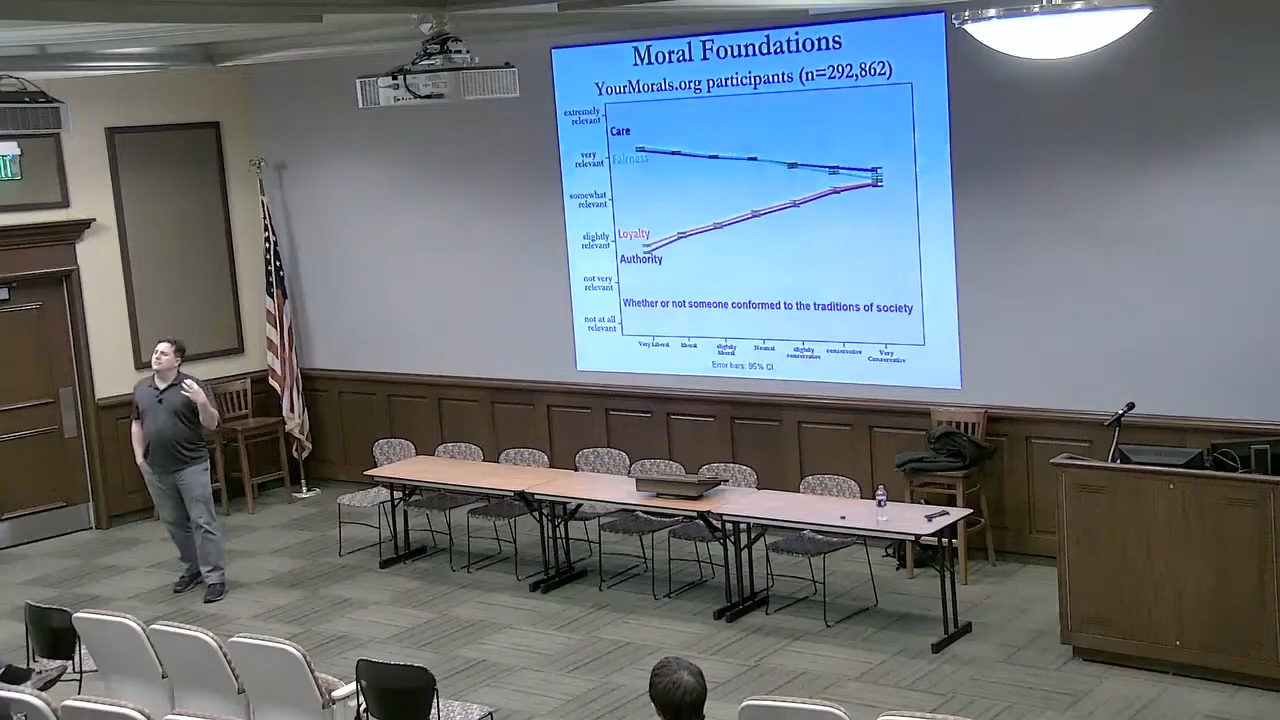 Moral Foundations
YourMorals.org participants (n=292,862)
extremely
relevant
Care
very
relevant
Fairness
somewhat
relevant
slightly
relevant
Loyalty
Authority
not very
relevant
Whether or not someone conformed to the traditions of society
not at all
relevant
Very Liberal
liberal
slightly
liberal
Neutral
slightly
conservative
conservative
Very
Conservative
Error bars: 95% CI